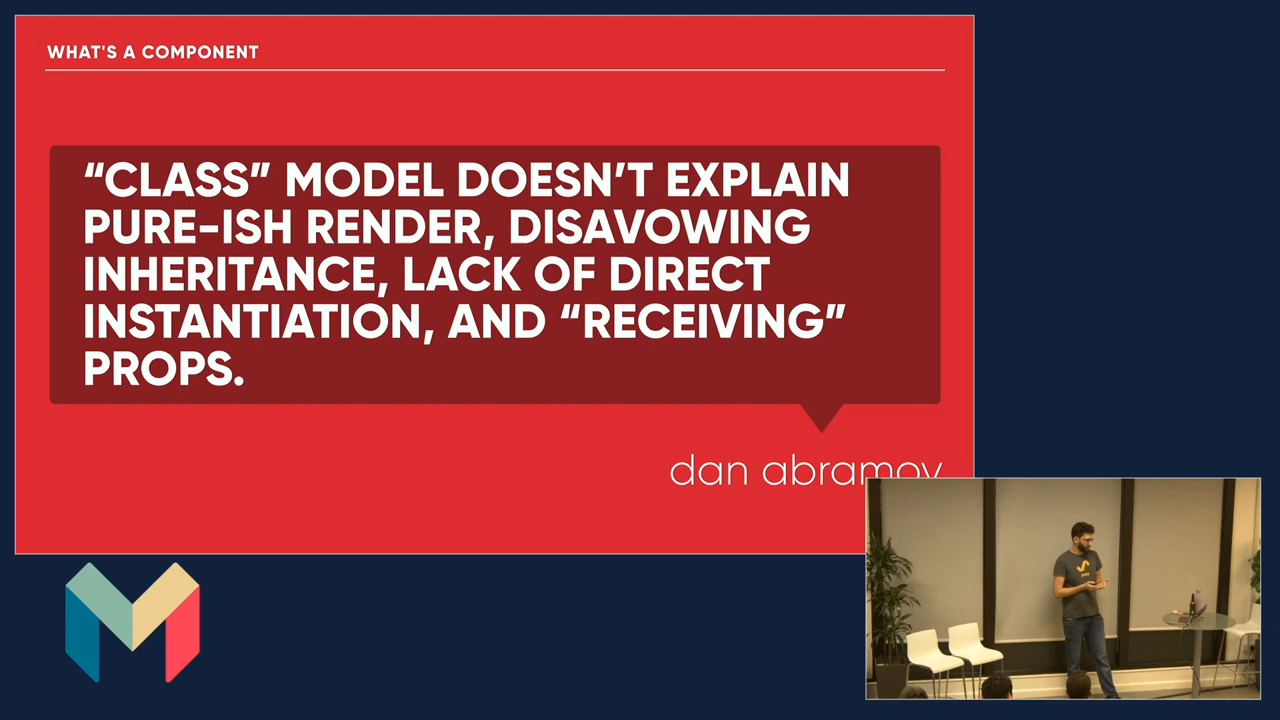 WHAT'S A COMPONENT
“CLASS” MODEL DOESN’T EXPLAIN
PURE-ISH RENDER, DISAVOWING
INHERITANCE, LACK OF DIRECT
INSTANTIATION, AND “RECEIVING”
PROPS.
dan abramov